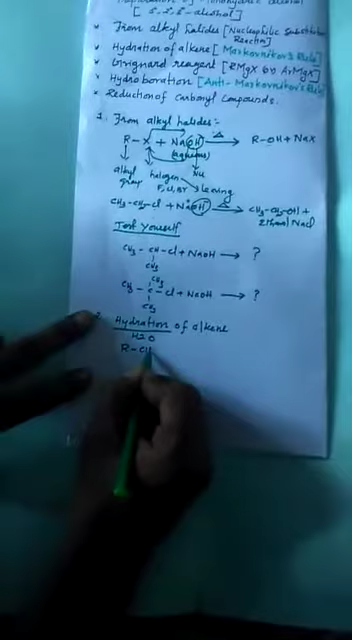 Preparation of Monohydric alcohol
[1°, 2°, 3°-alcohol]
* From alkyl halides [Nucleophilic Substitution
Reaction]
* Hydration of alkene [Markovnikov's Rule]
* Grignard reagent [RMgX or ArMgX]
* Hydroboration [Anti-Markovnikov's Rule]
* Reduction of Carbonyl Compounds.
1. From alkyl halides:-
R-X + NaOH △ → R-OH + NaX
(aqueous)
alkyl halogen Nu
group F, Cl, Br → leaving
CH3-CH2-Cl + NaOH △ → CH3-CH2-OH +
Ethanol NaCl
Test Yourself
CH3 - CH - Cl + NaOH → ?
CH3
CH3
CH3 - C - Cl + NaOH → ?
CH3
2. Hydration of alkene
H2O
R-CH